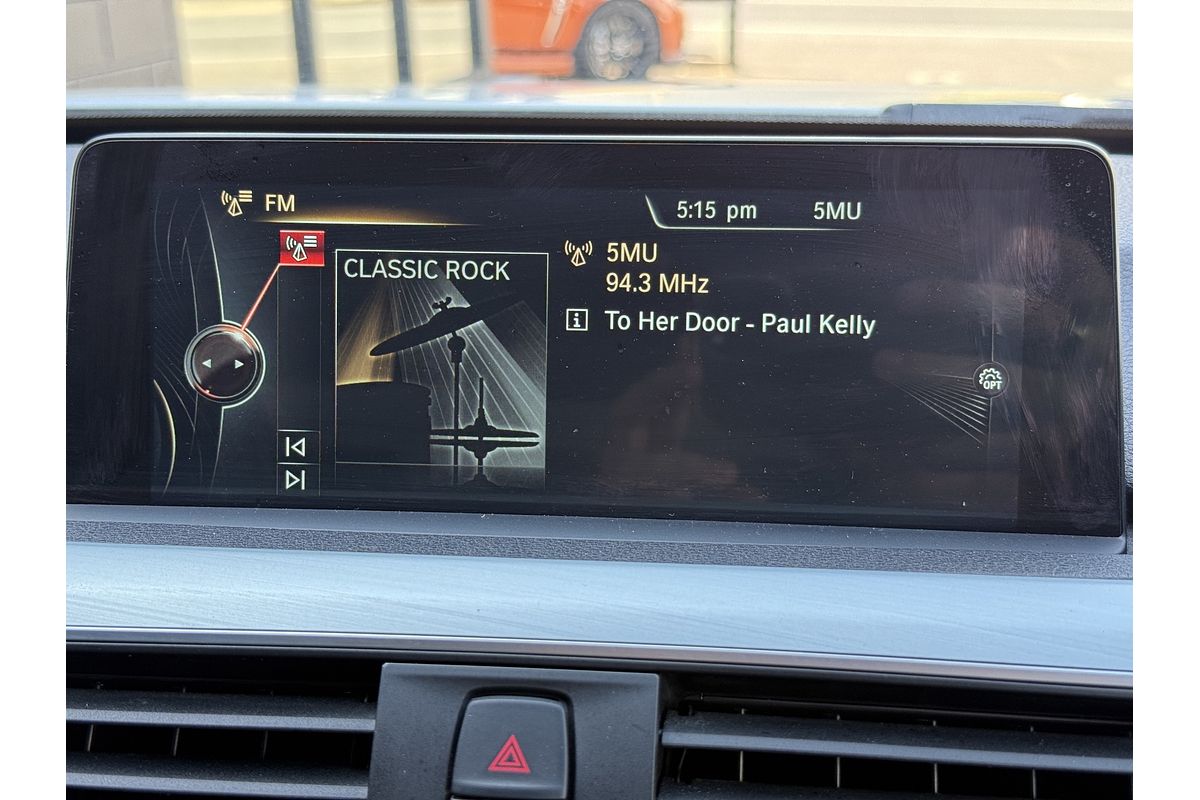 FM
5:15 pm 5MU
CLASSIC ROCK
5MU
94.3 MHz
To Her Door - Paul Kelly
OPT